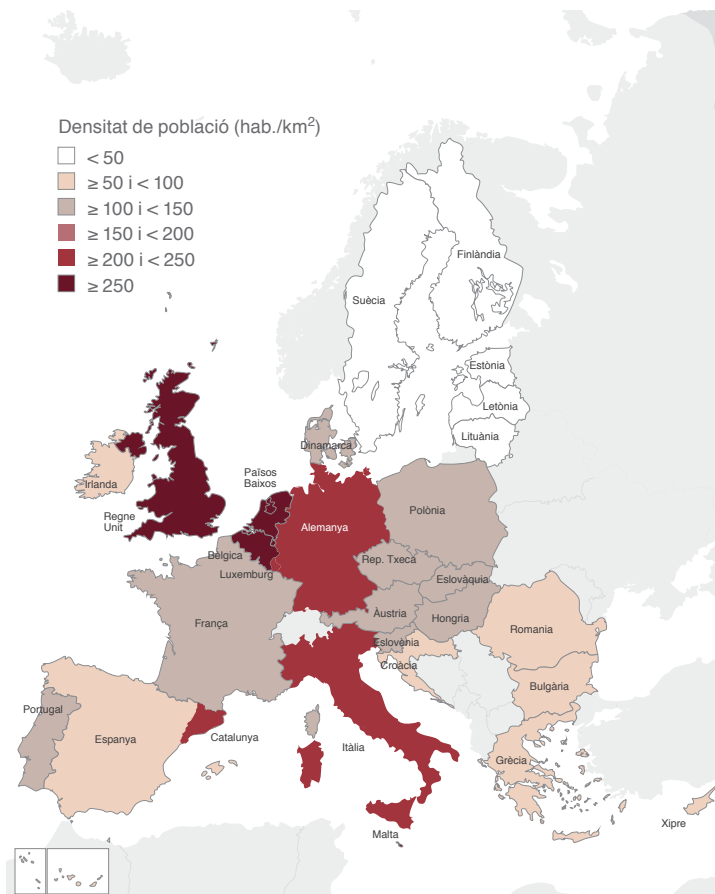 Densitat de població (hab./km²)
< 50
≥ 50 i < 100
≥ 100 i < 150
≥ 150 i < 200
≥ 200 i < 250
≥ 250
Finlàndia
Suècia
Estònia
Letònia
Lituània
Dinamarca
Països
Baixos
Irlanda
Regne
Unit
Alemanya
Polònia
Bèlgica
Luxemburg
Rep. Txeca
Eslovàquia
Àustria
Hongria
França
Romania
Eslovènia
Croàcia
Bulgària
Portugal
Espanya
Catalunya
Itàlia
Grècia
Malta
Xipre